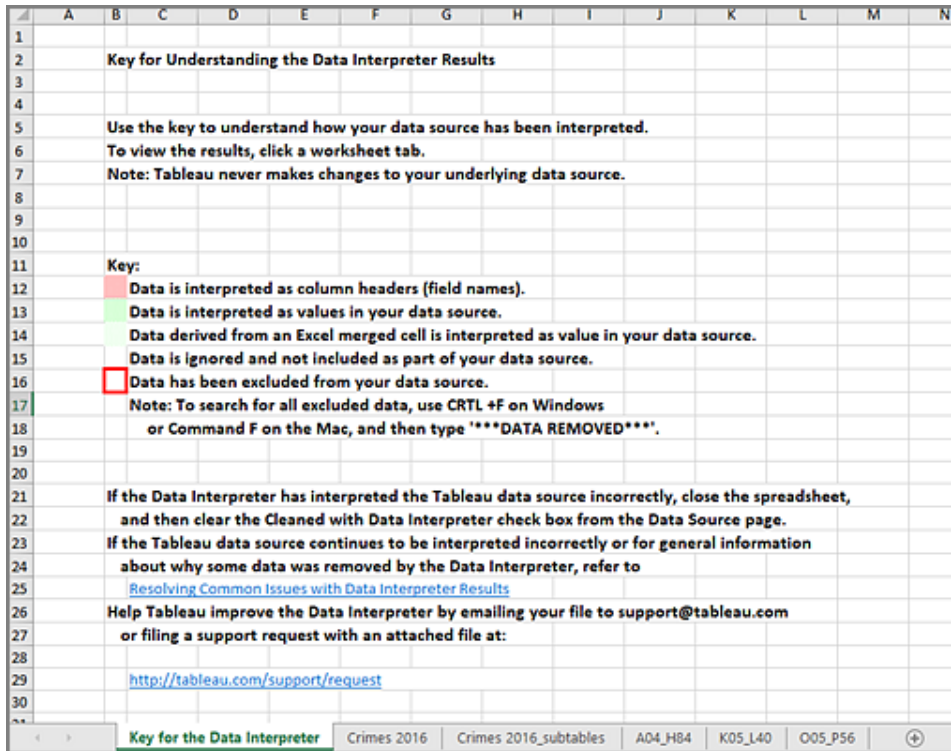 A B C D E F G H I J K L M N
1
2 Key for Understanding the Data Interpreter Results
3
4
5 Use the key to understand how your data source has been interpreted.
6 To view the results, click a worksheet tab.
7 Note: Tableau never makes changes to your underlying data source.
8
9
10
11 Key:
12 Data is interpreted as column headers (field names).
13 Data is interpreted as values in your data source.
14 Data derived from an Excel merged cell is interpreted as value in your data source.
15 Data is ignored and not included as part of your data source.
16 Data has been excluded from your data source.
17 Note: To search for all excluded data, use CRTL +F on Windows
18 or Command F on the Mac, and then type '***DATA REMOVED***'.
19
20
21 If the Data Interpreter has interpreted the Tableau data source incorrectly, close the spreadsheet,
22 and then clear the Cleaned with Data Interpreter check box from the Data Source page.
23 If the Tableau data source continues to be interpreted incorrectly or for general information
24 about why some data was removed by the Data Interpreter, refer to
25 Resolving Common Issues with Data Interpreter Results
26 Help Tableau improve the Data Interpreter by emailing your file to support@tableau.com
27 or filing a support request with an attached file at:
28
29 http://tableau.com/support/request
30
Key for the Data Interpreter Crimes 2016 Crimes 2016_subtables A04_H84 K05_L40 O05_P56